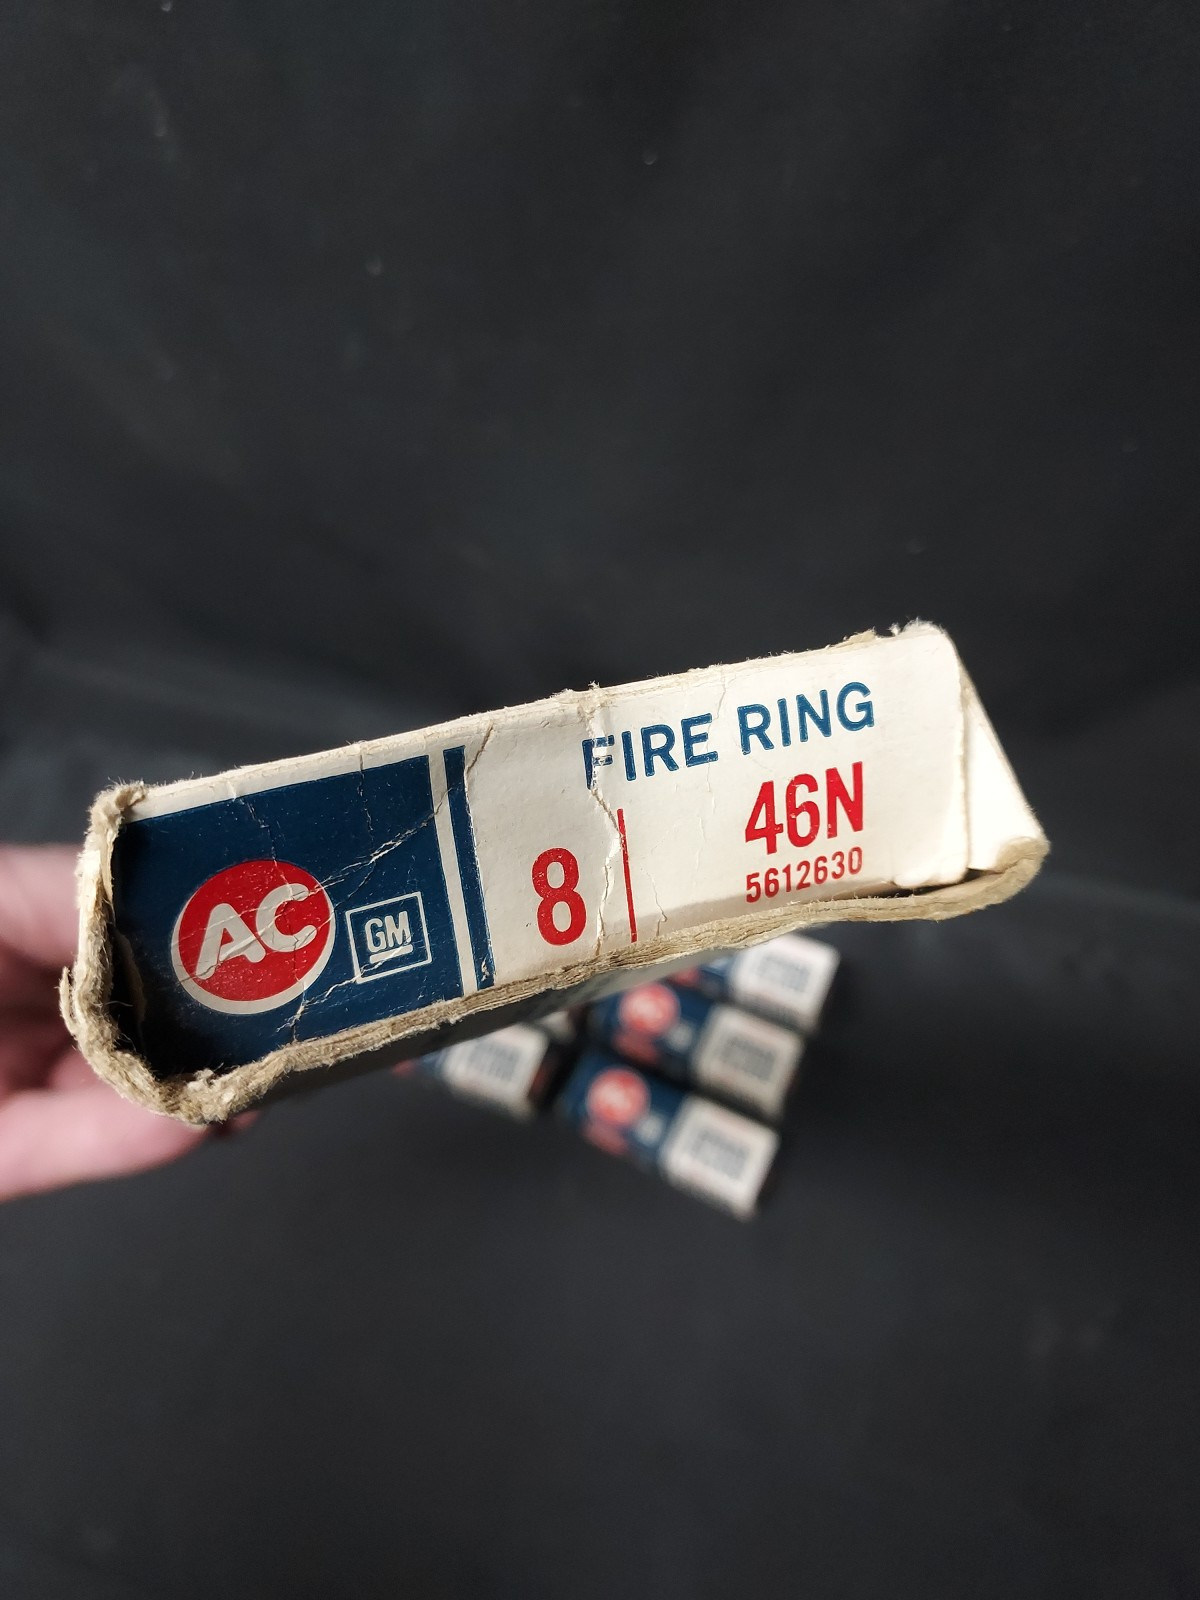 FIRE RING
46N
5612630
8
AC
GM